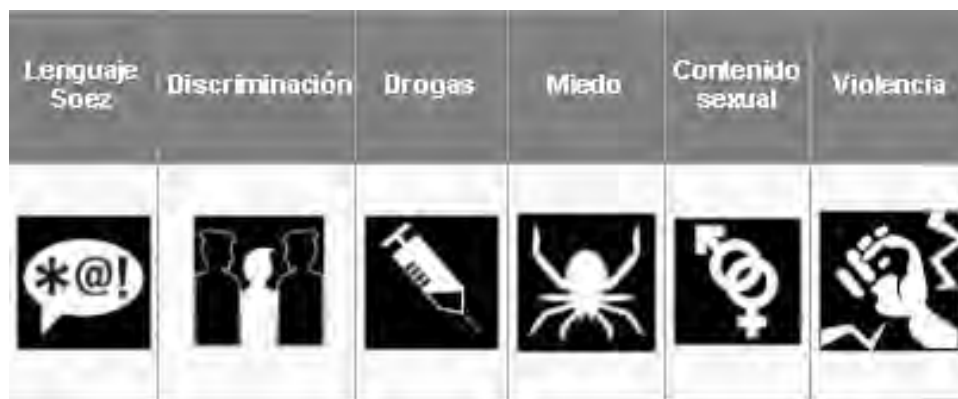 Lenguaje
Soez
Discriminación
Drogas
Miedo
Contenido
sexual
Violencia
*@!